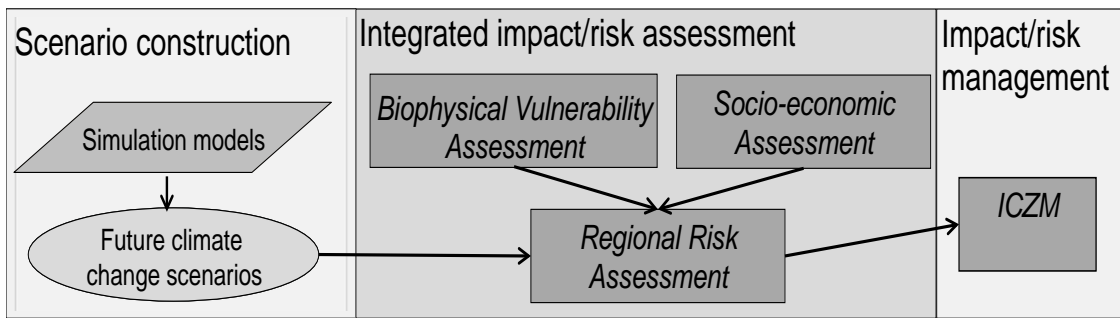 Scenario construction
Simulation models
Future climate
change scenarios
Integrated impact/risk assessment
Biophysical Vulnerability
Assessment
Socio-economic
Assessment
Regional Risk
Assessment
Impact/risk
management
ICZM